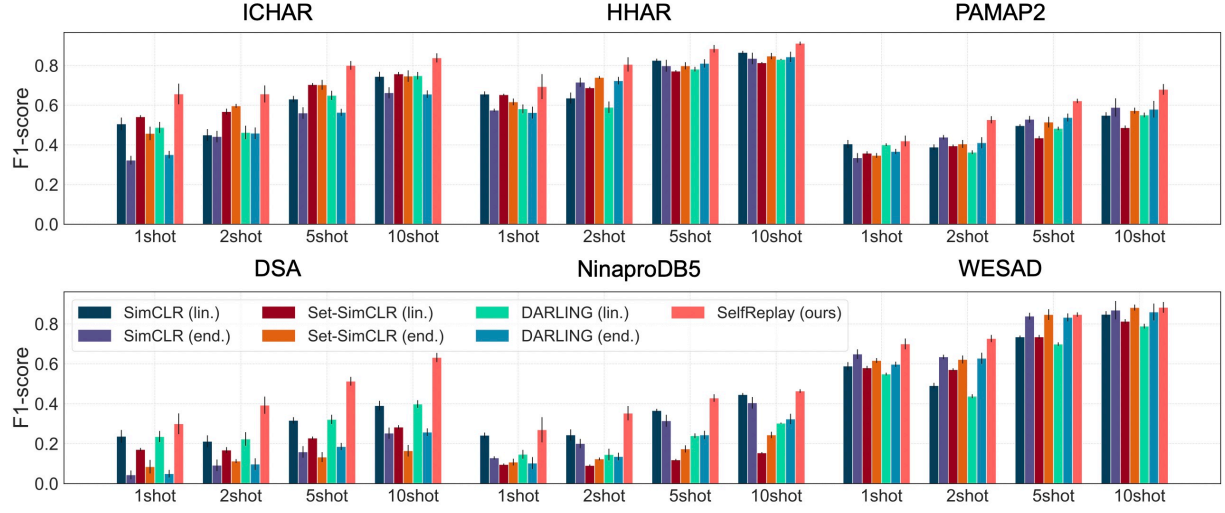 ICHAR HHAR PAMAP2
F1-score
0.8
0.6
0.4
0.2
0.0
1shot 2shot 5shot 10shot 1shot 2shot 5shot 10shot 1shot 2shot 5shot 10shot
DSA NinaproDB5 WESAD
F1-score
0.8
0.6
0.4
0.2
0.0
SimCLR (lin.) Set-SimCLR (lin.) DARLING (lin.) SelfReplay (ours)
SimCLR (end.) Set-SimCLR (end.) DARLING (end.)
1shot 2shot 5shot 10shot 1shot 2shot 5shot 10shot 1shot 2shot 5shot 10shot